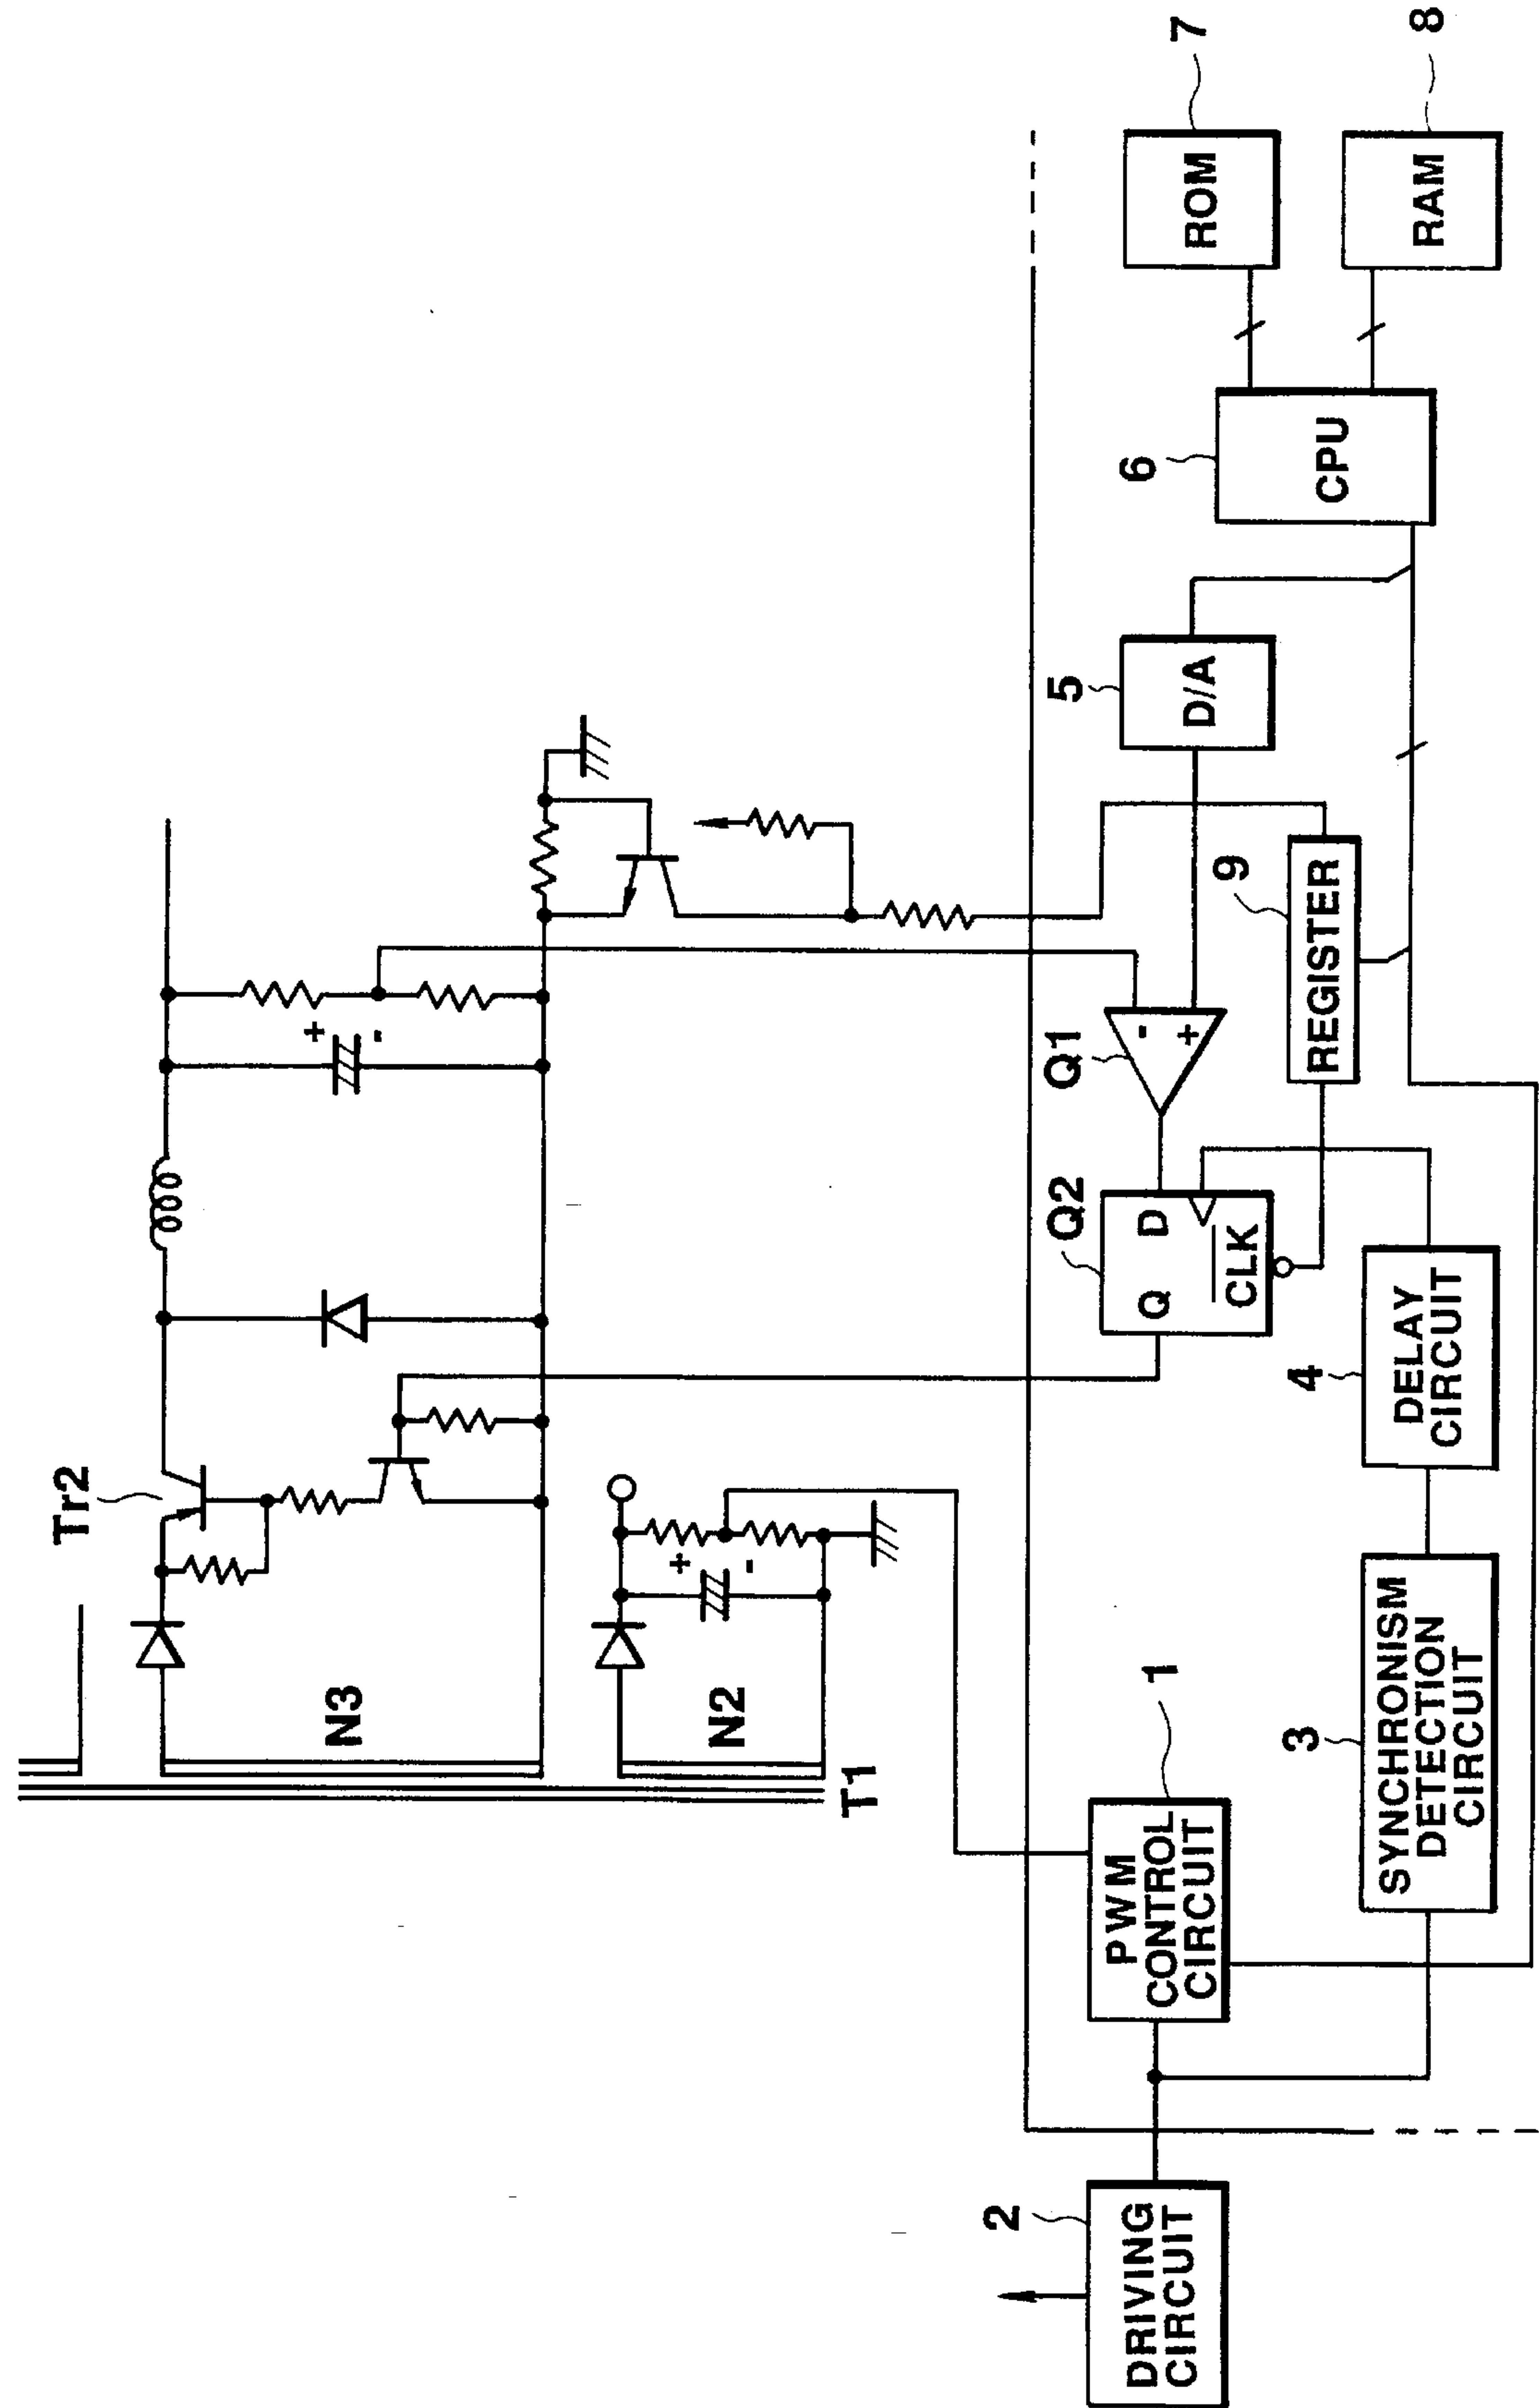 Tr2
N3
+
-
N2
+
-
T1
2
DRIVING
CIRCUIT
1
PWM
CONTROL
CIRCUIT
3
SYNCHRONISM
DETECTION
CIRCUIT
4
DELAY
CIRCUIT
Q2
Q
D
CLK
Q1
-
+
9
REGISTER
5
D/A
6
CPU
7
ROM
8
RAM